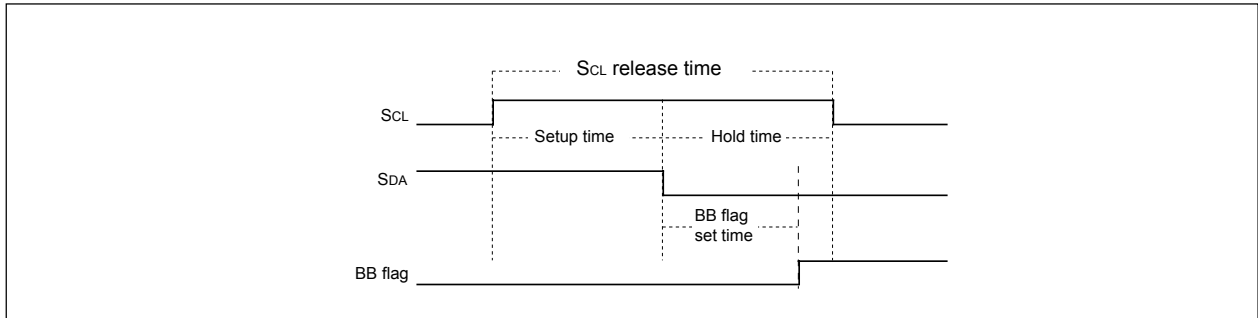 SCL release time
SCL
Setup time
Hold time
SDA
BB flag
set time
BB flag